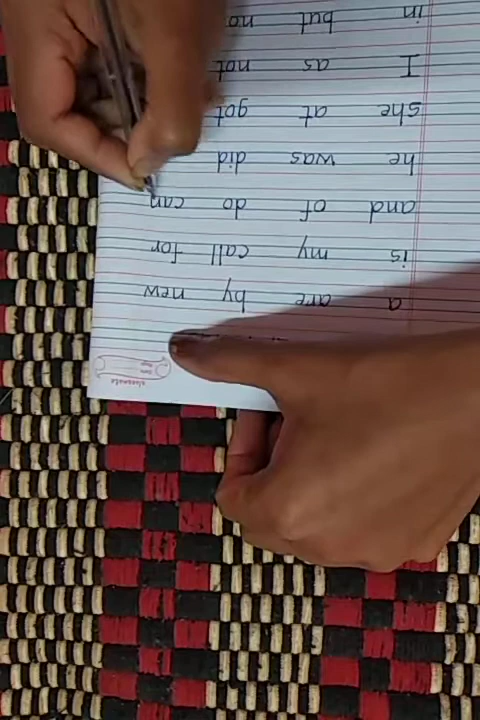 a are by new
is my call for
and of do can
he was did
she at got
I as not
in but no